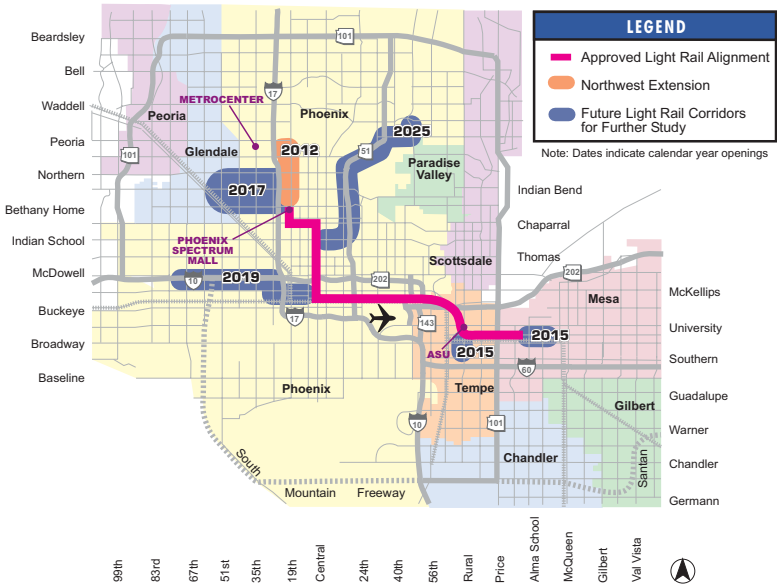 LEGEND
Approved Light Rail Alignment
Northwest Extension
Future Light Rail Corridors
for Further Study
Note: Dates indicate calendar year openings
Beardsley
Bell
Waddell
Peoria
Northern
Bethany Home
Indian School
McDowell
Buckeye
Broadway
Baseline
101
17
METROCENTER
Peoria
Phoenix
101
Glendale
2012
2025
51
Paradise
Valley
2017
Indian Bend
PHOENIX
SPECTRUM
MALL
Chaparral
Scottsdale
Thomas
10
2019
202
202
Mesa
McKellips
17
143
University
2015
ASU
2015
60
Southern
Phoenix
Tempe
Guadalupe
Gilbert
10
101
Warner
Chandler
Chandler
South
Mountain
Freeway
Santan
Germann
99th
83rd
67th
51st
35th
19th
Central
24th
40th
56th
Rural
Price
Alma School
McQueen
Gilbert
Val Vista